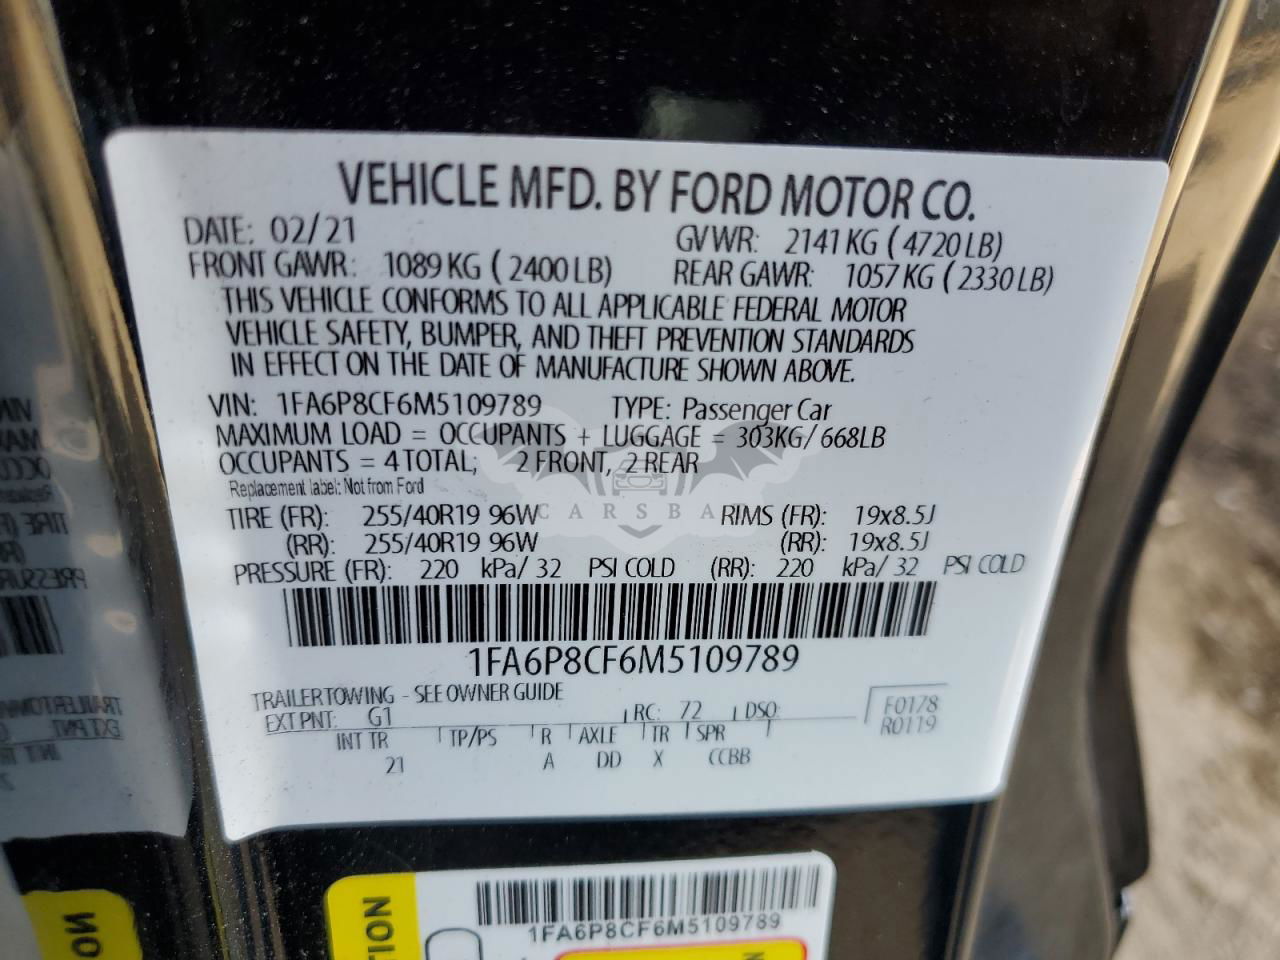 VEHICLE MFD. BY FORD MOTOR CO.
DATE: 02/21 GVWR: 2141 KG ( 4720 LB)
FRONT GAWR: 1089 KG ( 2400 LB) REAR GAWR: 1057 KG ( 2330 LB)
THIS VEHICLE CONFORMS TO ALL APPLICABLE FEDERAL MOTOR
VEHICLE SAFETY, BUMPER, AND THEFT PREVENTION STANDARDS
IN EFFECT ON THE DATE OF MANUFACTURE SHOWN ABOVE.
VIN: 1FA6P8CF6M5109789 TYPE: Passenger Car
MAXIMUM LOAD = OCCUPANTS + LUGGAGE = 303KG/ 668LB
OCCUPANTS = 4 TOTAL; 2 FRONT, 2 REAR
Replacement label: Not from Ford
TIRE (FR): 255/40R19 96W RIMS (FR): 19x8.5J
(RR): 255/40R19 96W (RR): 19x8.5J
PRESSURE (FR): 220 kPa/ 32 PSI COLD (RR): 220 kPa/ 32 PSI COLD
CARSBA
1FA6P8CF6M5109789
TRAILER TOWING - SEE OWNER GUIDE
EXT PNT: G1 RC: 72 DSO: F0178
INT TR TP/PS R AXLE TR SPR R0119
21 A DD X CCBB
1FA6P8CF6M5109789